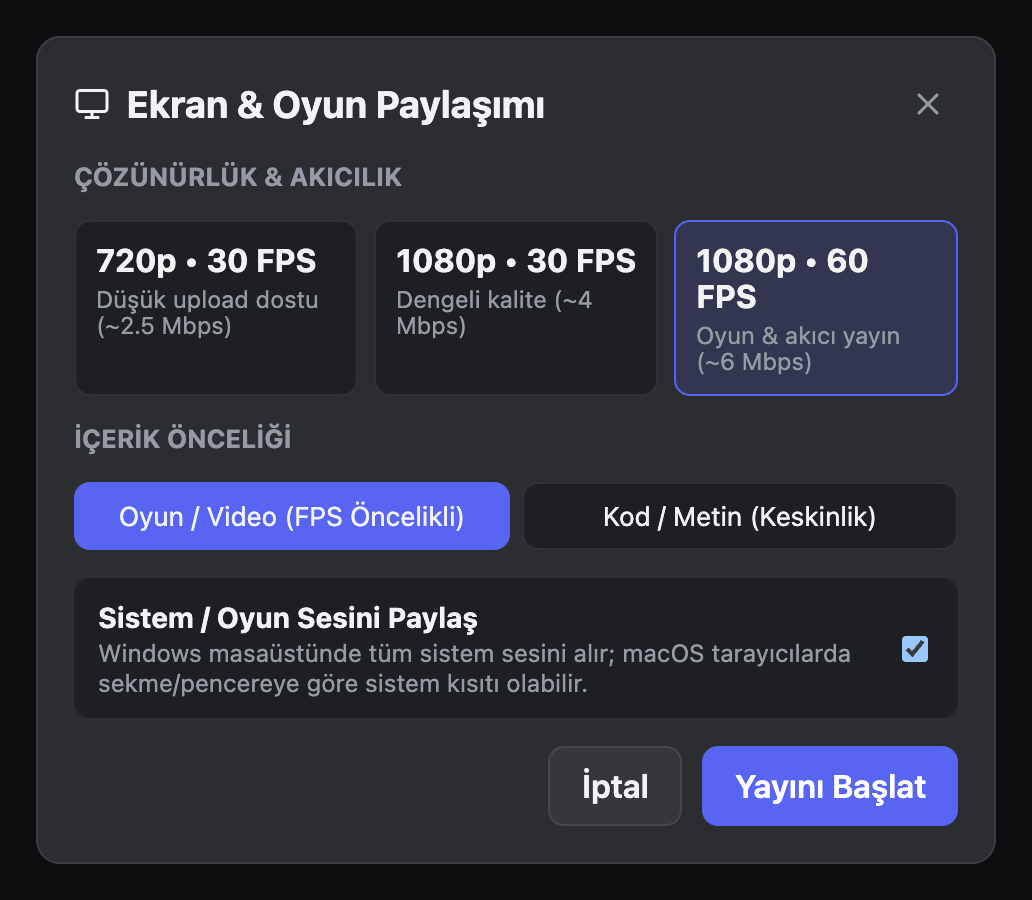 Ekran & Oyun Paylaşımı
ÇÖZÜNÜRLÜK & AKICILIK
720p • 30 FPS
Düşük upload dostu
(~2.5 Mbps)
1080p • 30 FPS
Dengeli kalite (~4
Mbps)
1080p • 60
FPS
Oyun & akıcı yayın
(~6 Mbps)
İÇERİK ÖNCELİĞİ
Oyun / Video (FPS Öncelikli)
Kod / Metin (Keskinlik)
Sistem / Oyun Sesini Paylaş
Windows masaüstünde tüm sistem sesini alır; macOS tarayıcılarda
sekme/pencereye göre sistem kısıtı olabilir.
İptal
Yayını Başlat